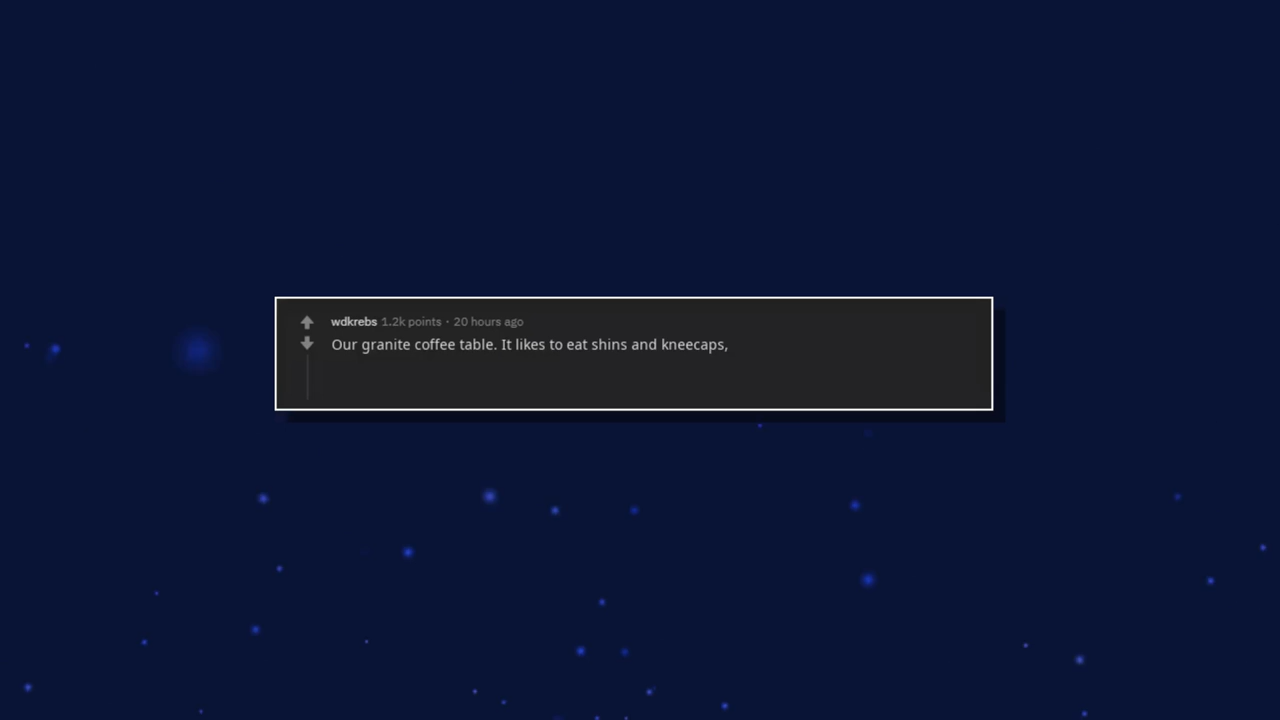 wdkrebs 1.2k points · 20 hours ago
Our granite coffee table. It likes to eat shins and kneecaps,